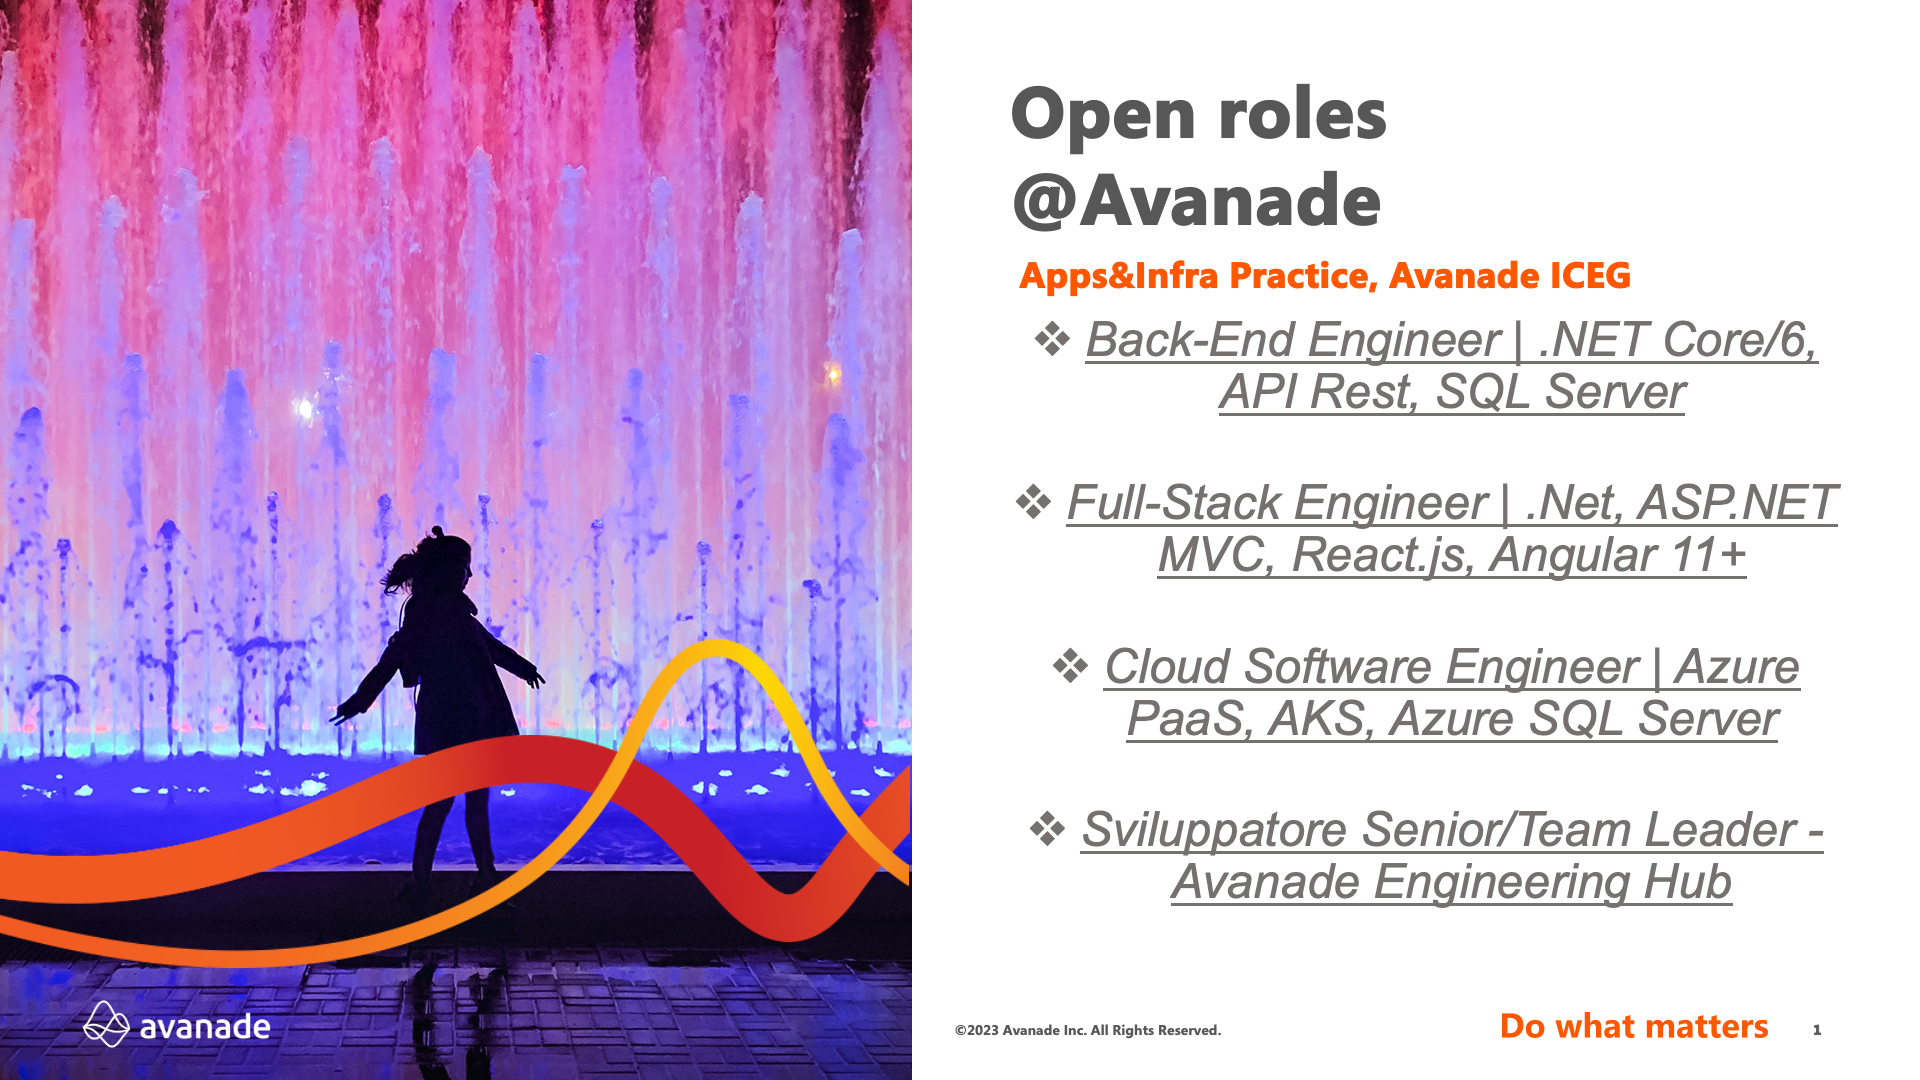 Open roles
@Avanade
Apps&Infra Practice, Avanade ICEG
❖ Back-End Engineer | .NET Core/6,
API Rest, SQL Server
❖ Full-Stack Engineer | .Net, ASP.NET
MVC, React.js, Angular 11+
❖ Cloud Software Engineer | Azure
PaaS, AKS, Azure SQL Server
❖ Sviluppatore Senior/Team Leader -
Avanade Engineering Hub
avanade
©2023 Avanade Inc. All Rights Reserved.
Do what matters
1